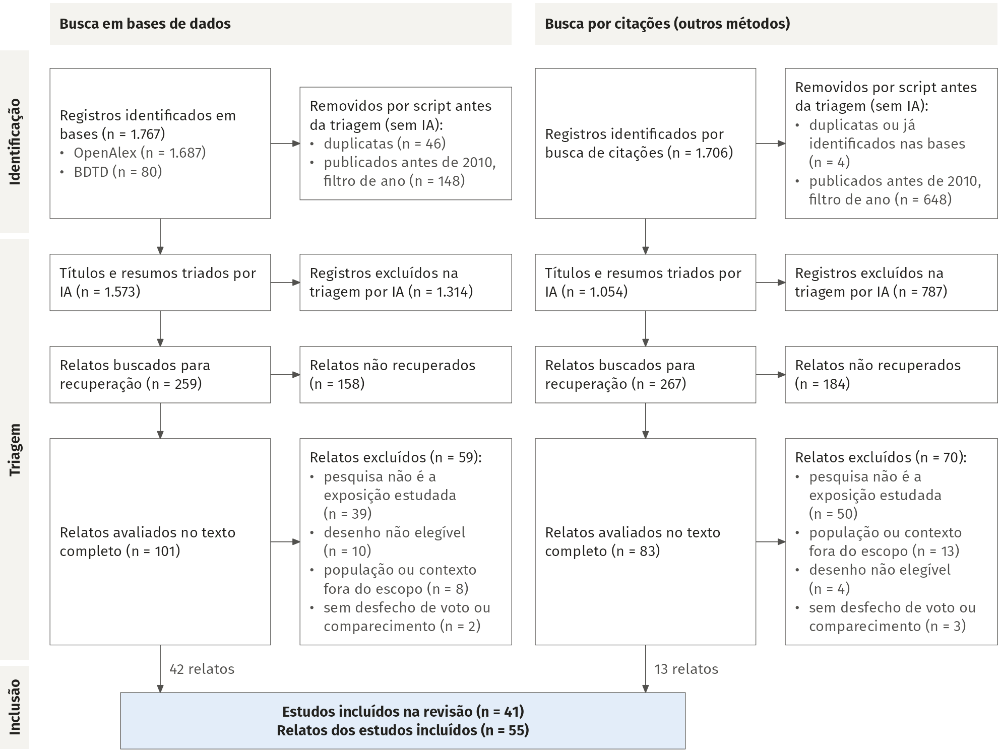 Busca em bases de dados
Busca por citações (outros métodos)
Identificação
Registros identificados em
bases (n = 1.767)
• OpenAlex (n = 1.687)
• BDTD (n = 80)
Removidos por script antes
da triagem (sem IA):
• duplicatas (n = 46)
• publicados antes de 2010,
filtro de ano (n = 148)
Registros identificados por
busca de citações (n = 1.706)
Removidos por script antes
da triagem (sem IA):
• duplicatas ou já
identificados nas bases
(n = 4)
• publicados antes de 2010,
filtro de ano (n = 648)
Triagem
Títulos e resumos triados por
IA (n = 1.573)
Registros excluídos na
triagem por IA (n = 1.314)
Títulos e resumos triados por
IA (n = 1.054)
Registros excluídos na
triagem por IA (n = 787)
Relatos buscados para
recuperação (n = 259)
Relatos não recuperados
(n = 158)
Relatos buscados para
recuperação (n = 267)
Relatos não recuperados
(n = 184)
Relatos avaliados no texto
completo (n = 101)
Relatos excluídos (n = 59):
• pesquisa não é a
exposição estudada
(n = 39)
• desenho não elegível
(n = 10)
• população ou contexto
fora do escopo (n = 8)
• sem desfecho de voto ou
comparecimento (n = 2)
Relatos avaliados no texto
completo (n = 83)
Relatos excluídos (n = 70):
• pesquisa não é a
exposição estudada
(n = 50)
• população ou contexto
fora do escopo (n = 13)
• desenho não elegível
(n = 4)
• sem desfecho de voto ou
comparecimento (n = 3)
42 relatos
13 relatos
Inclusão
Estudos incluídos na revisão (n = 41)
Relatos dos estudos incluídos (n = 55)